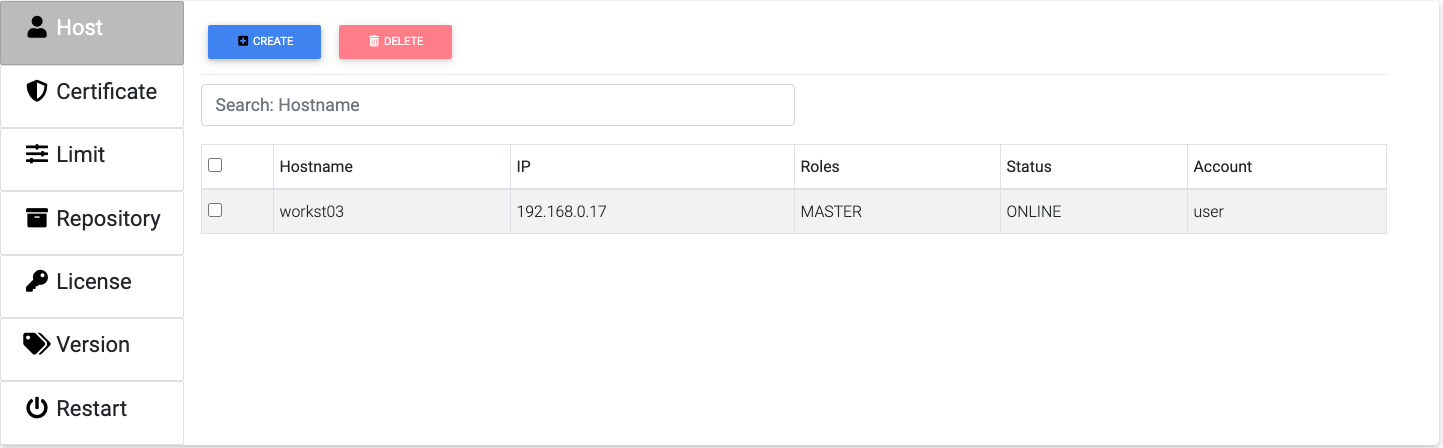 Host
Certificate
Limit
Repository
License
Version
Restart
CREATE DELETE
Search: Hostname
Hostname IP Roles Status Account
workst03 192.168.0.17 MASTER ONLINE user